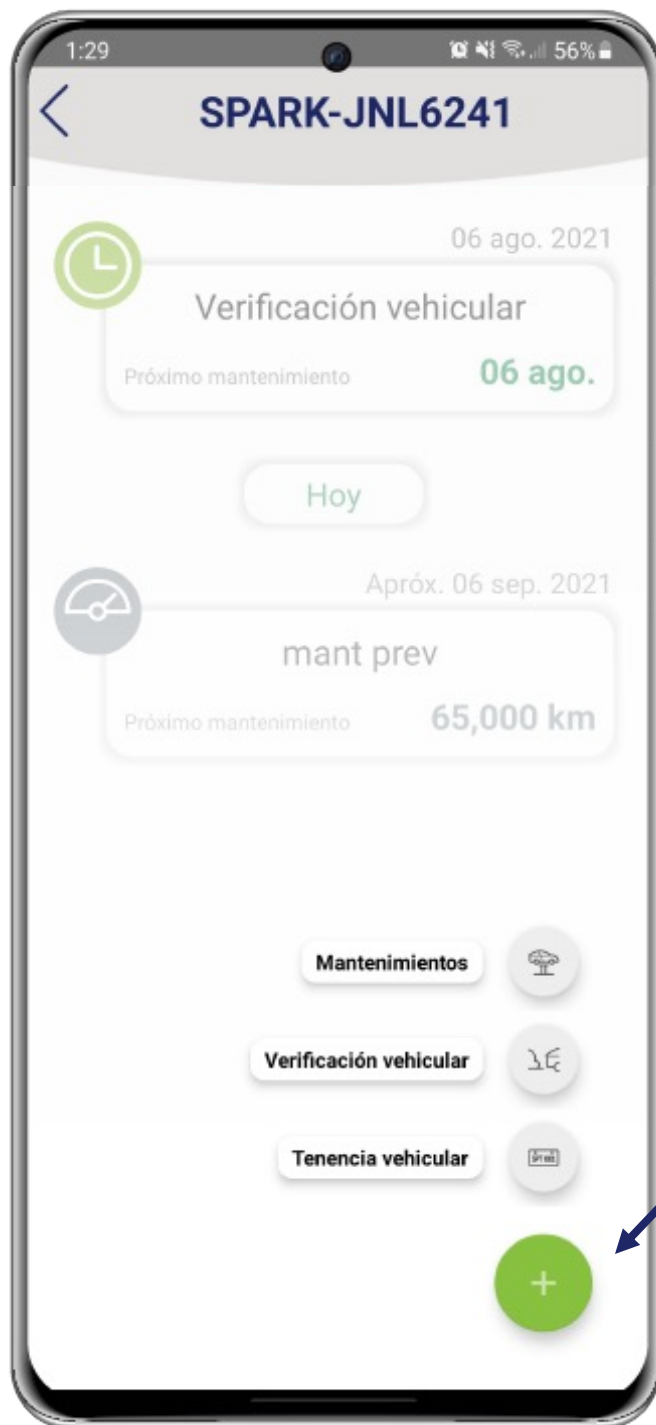 1:29
56%
SPARK-JNL6241
06 ago. 2021
Verificación vehicular
Próximo mantenimiento 06 ago.
Hoy
Apróx. 06 sep. 2021
mant prev
Próximo mantenimiento 65,000 km
Mantenimientos
Verificación vehicular
Tenencia vehicular
+